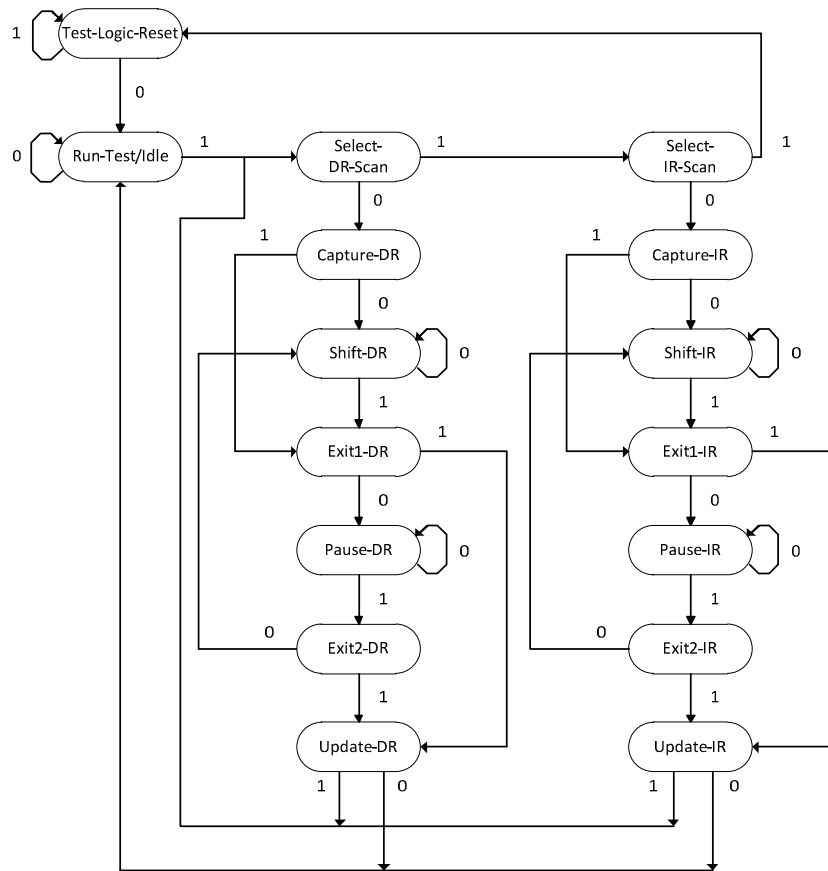 1
Test-Logic-Reset
0
0
Run-Test/Idle
1
Select-
DR-Scan
1
Select-
IR-Scan
1
0
0
1
Capture-DR
1
Capture-IR
0
0
Shift-DR
0
Shift-IR
0
1
1
Exit1-DR
1
Exit1-IR
1
0
0
Pause-DR
0
Pause-IR
0
1
1
0
Exit2-DR
0
Exit2-IR
1
1
Update-DR
Update-IR
1
0
1
0